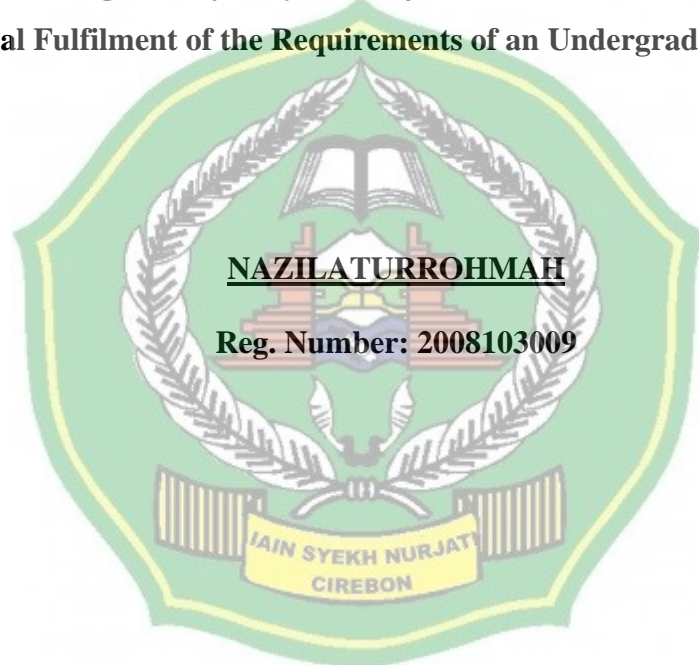 al Fulfilment of the Requirements of an Undergrad
NAZILATURROHMAH
Reg. Number: 2008103009
IAIN SYEKH NURJATI
CIREBON